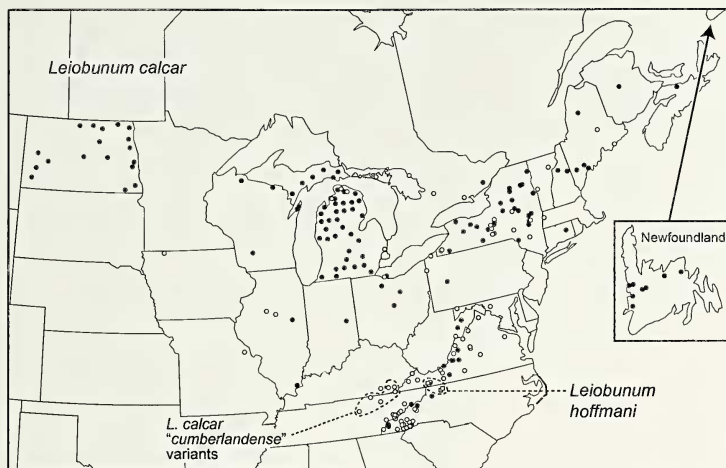 Leiobunum calcar
Newfoundland
Leiobunum
hoffmani
L. calcar
"cumberlandense"
variants